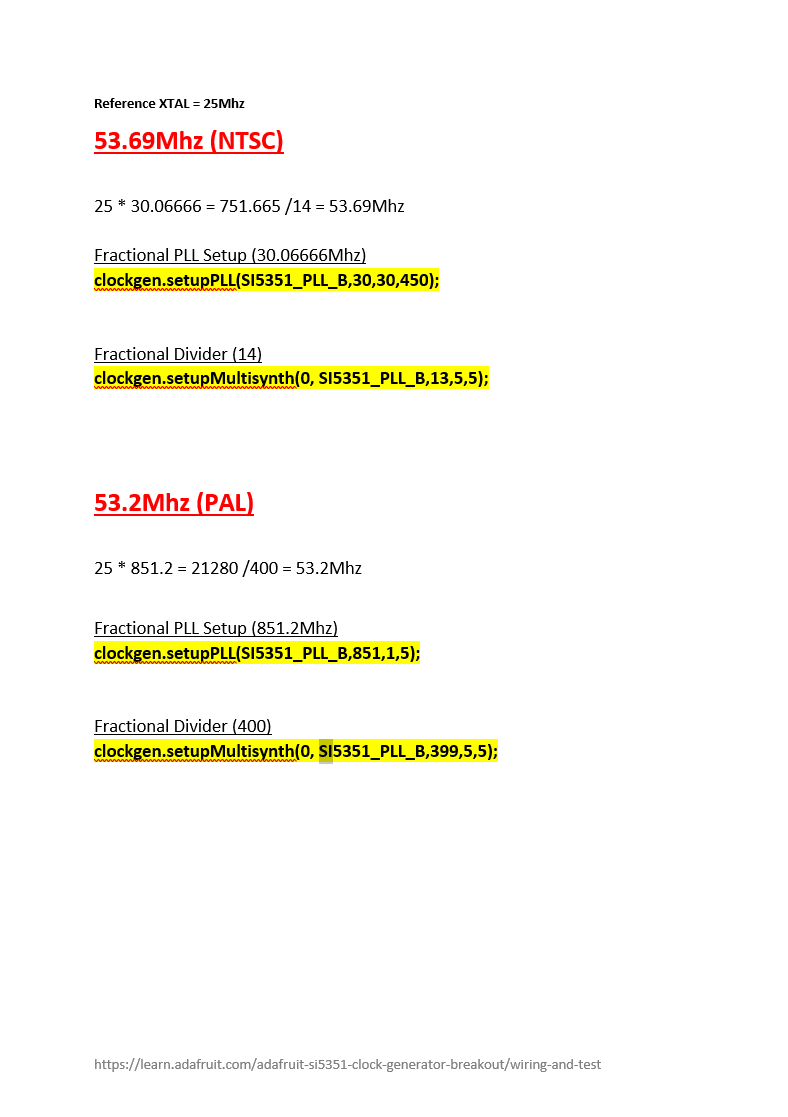 Reference XTAL = 25Mhz
53.69Mhz (NTSC)
25 * 30.06666 = 751.665 /14 = 53.69Mhz
Fractional PLL Setup (30.06666Mhz)
clockgen.setupPLL(SI5351_PLL_B,30,30,450);
Fractional Divider (14)
clockgen.setupMultisynth(0, SI5351_PLL_B,13,5,5);
53.2Mhz (PAL)
25 * 851.2 = 21280 /400 = 53.2Mhz
Fractional PLL Setup (851.2Mhz)
clockgen.setupPLL(SI5351_PLL_B,851,1,5);
Fractional Divider (400)
clockgen.setupMultisynth(0, SI5351_PLL_B,399,5,5);
https://learn.adafruit.com/adafruit-si5351-clock-generator-breakout/wiring-and-test